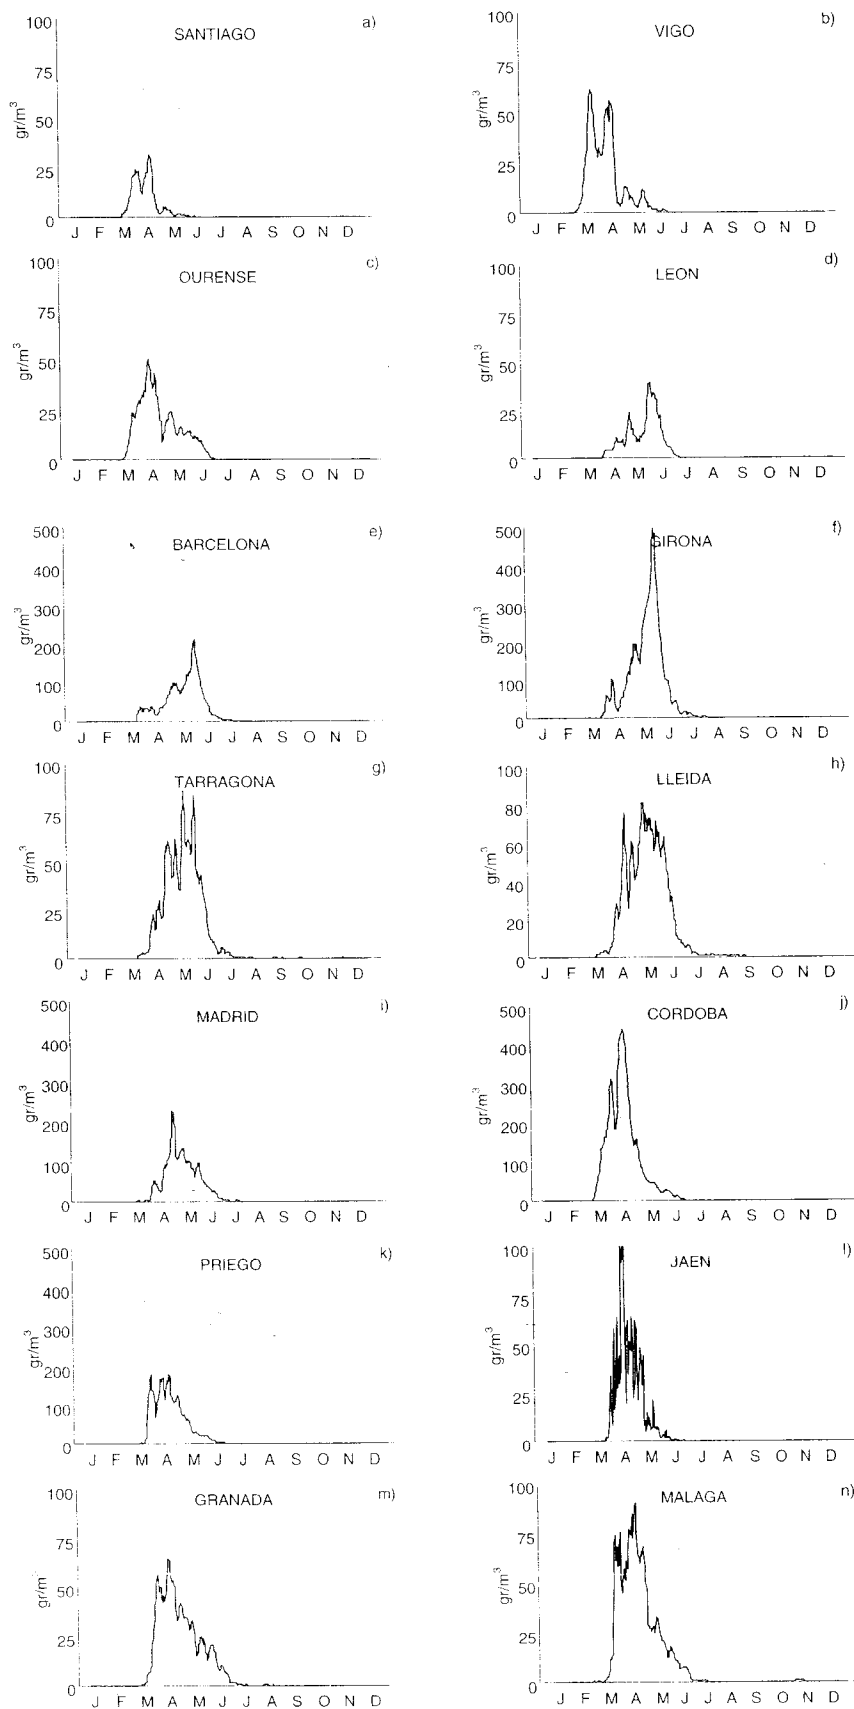 a)
SANTIAGO
100
75
50
25
0
gr/m³
J F M A M J J A S O N D
b)
VIGO
100
75
50
25
0
gr/m³
J F M A M J J A S O N D
c)
OURENSE
100
75
50
25
0
gr/m³
J F M A M J J A S O N D
d)
LEON
100
75
50
25
0
gr/m³
J F M A M J J A S O N D
e)
BARCELONA
500
400
300
200
100
0
gr/m³
J F M A M J J A S O N D
f)
GIRONA
500
400
300
200
100
0
gr/m³
J F M A M J J A S O N D
g)
TARRAGONA
100
75
50
25
0
gr/m³
J F M A M J J A S O N D
h)
LLEIDA
100
80
60
40
20
0
gr/m³
J F M A M J J A S O N D
i)
MADRID
500
400
300
200
100
0
gr/m³
J F M A M J J A S O N D
j)
CORDOBA
500
400
300
200
100
0
gr/m³
J F M A M J J A S O N D
k)
PRIEGO
500
400
300
200
100
0
gr/m³
J F M A M J J A S O N D
l)
JAEN
100
75
50
25
0
gr/m³
J F M A M J J A S O N D
m)
GRANADA
100
75
50
25
0
gr/m³
J F M A M J J A S O N D
n)
MALAGA
100
75
50
25
0
gr/m³
J F M A M J J A S O N D